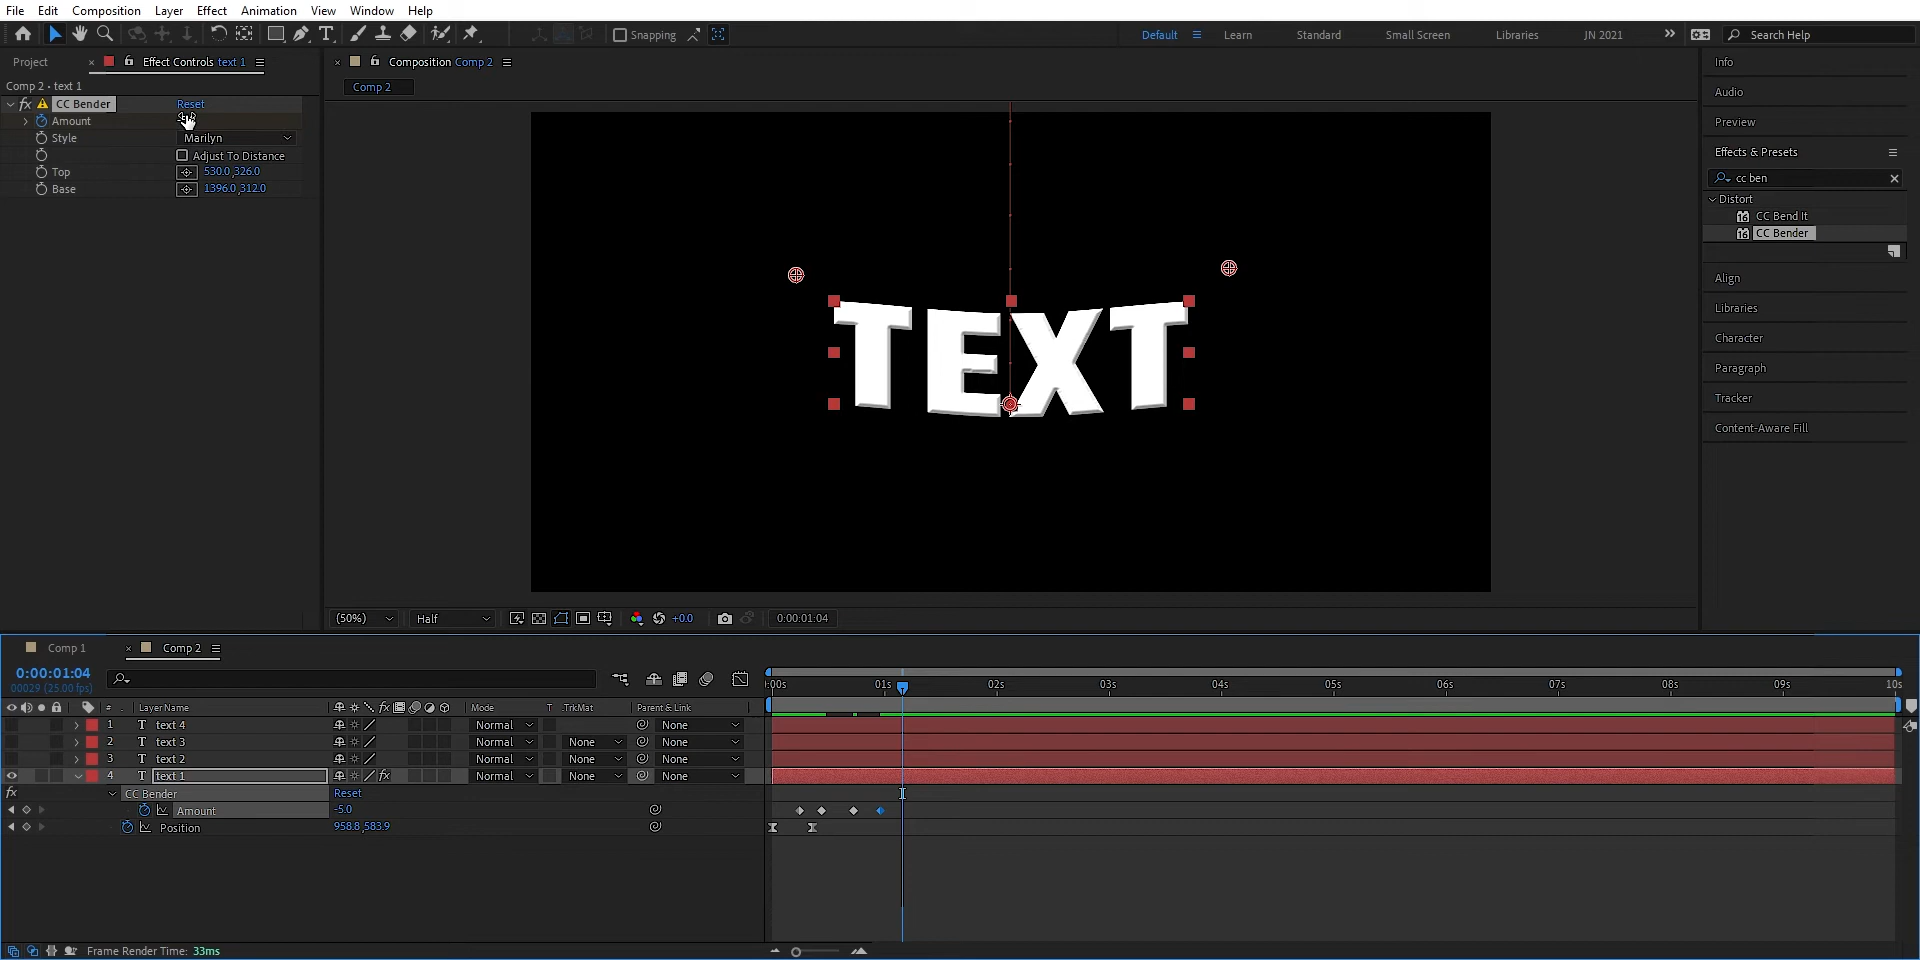 File Edit Composition Layer Effect Animation View Window Help
Snapping
Default Learn Standard Small Screen Libraries JN 2021 Search Help
Project Effect Controls text 1
Comp 2 • text 1
fx CC Bender Reset
Amount
Style Marilyn
Adjust To Distance
Top 530.0,326.0
Base 1396.0,312.0
Composition Comp 2
Comp 2
TEXT
(50%) Half +0.0 0:00:01:04
Info
Audio
Preview
Effects & Presets
cc ben
Distort
CC Bend It
CC Bender
Align
Libraries
Character
Paragraph
Tracker
Content-Aware Fill
Comp 1 Comp 2
0:00:01:04
00029 (25.00 fps)
:00s 01s 02s 03s 04s 05s 06s 07s 08s 09s 10s
# Layer Name fx Mode T .TrkMat Parent & Link
1 T text 4 Normal None
2 T text 3 Normal None None
3 T text 2 Normal None None
4 T text 1 fx Normal None None
fx CC Bender Reset
Amount -5.0
Position 958.8,583.9
Frame Render Time: 33ms